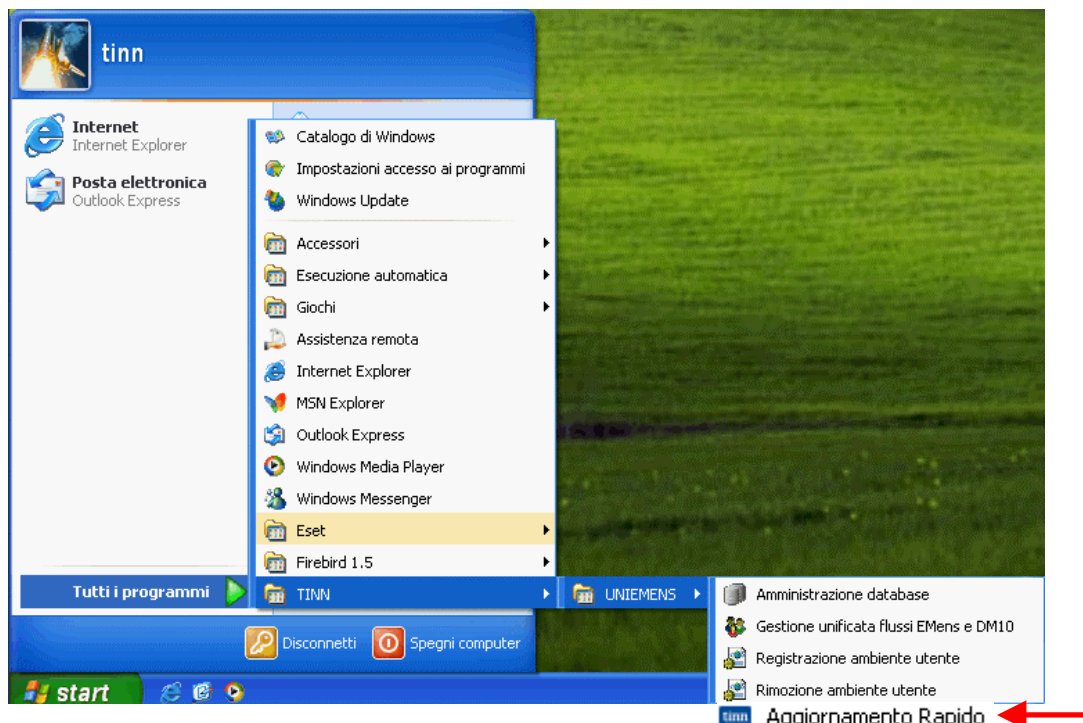 tinn
Internet
Internet Explorer
Posta elettronica
Outlook Express
Catalogo di Windows
Impostazioni accesso ai programmi
Windows Update
Accessori
Esecuzione automatica
Giochi
Assistenza remota
Internet Explorer
MSN Explorer
Outlook Express
Windows Media Player
Windows Messenger
Eset
Firebird 1.5
TINN
Tutti i programmi
UNIEMENS
Amministrazione database
Gestione unificata flussi EMens e DM10
Registrazione ambiente utente
Rimozione ambiente utente
tinn Aggiornamento Rapido
Disconnetti
Spegni computer
start